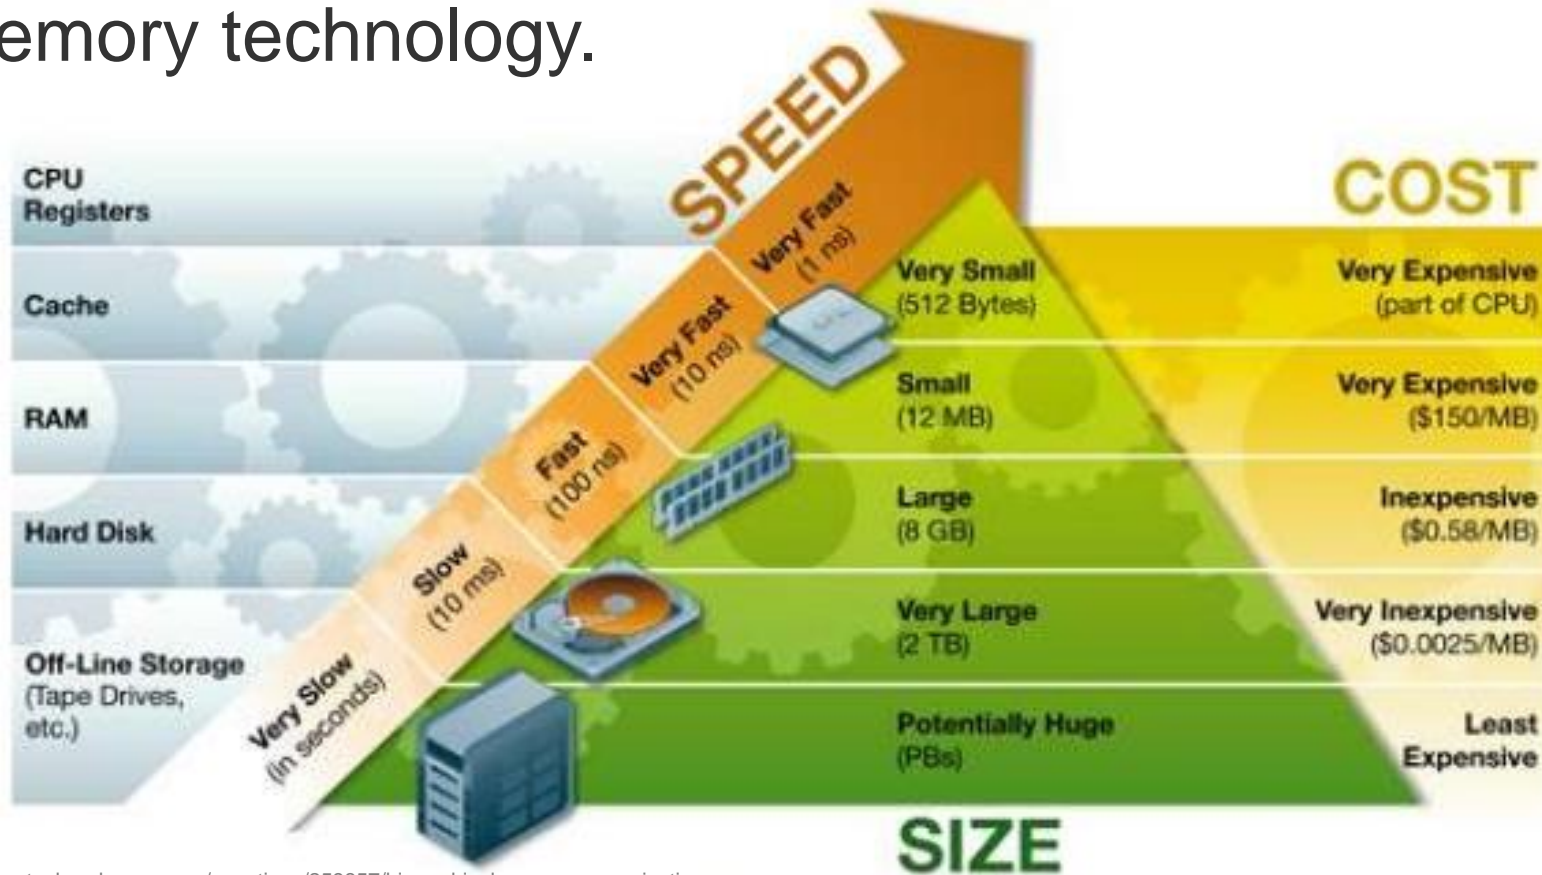 emory technology.
SPEED
COST
CPU
Registers
Cache
RAM
Hard Disk
Off-Line Storage
(Tape Drives,
etc.)
Very Fast
(1 ns)
Very Fast
(10 ns)
Fast
(100 ns)
Slow
(10 ms)
Very Slow
(in seconds)
Very Small
(512 Bytes)
Small
(12 MB)
Large
(8 GB)
Very Large
(2 TB)
Potentially Huge
(PBs)
Very Expensive
(part of CPU)
Very Expensive
($150/MB)
Inexpensive
($0.58/MB)
Very Inexpensive
($0.0025/MB)
Least
Expensive
SIZE